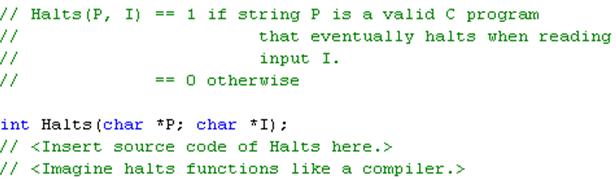 // Halts(P, I) == 1 if string P is a valid C program
// that eventually halts when reading
// input I.
// == 0 otherwise
int Halts(char *P; char *I);
// <Insert source code of Halts here.>
// <Imagine halts functions like a compiler.>